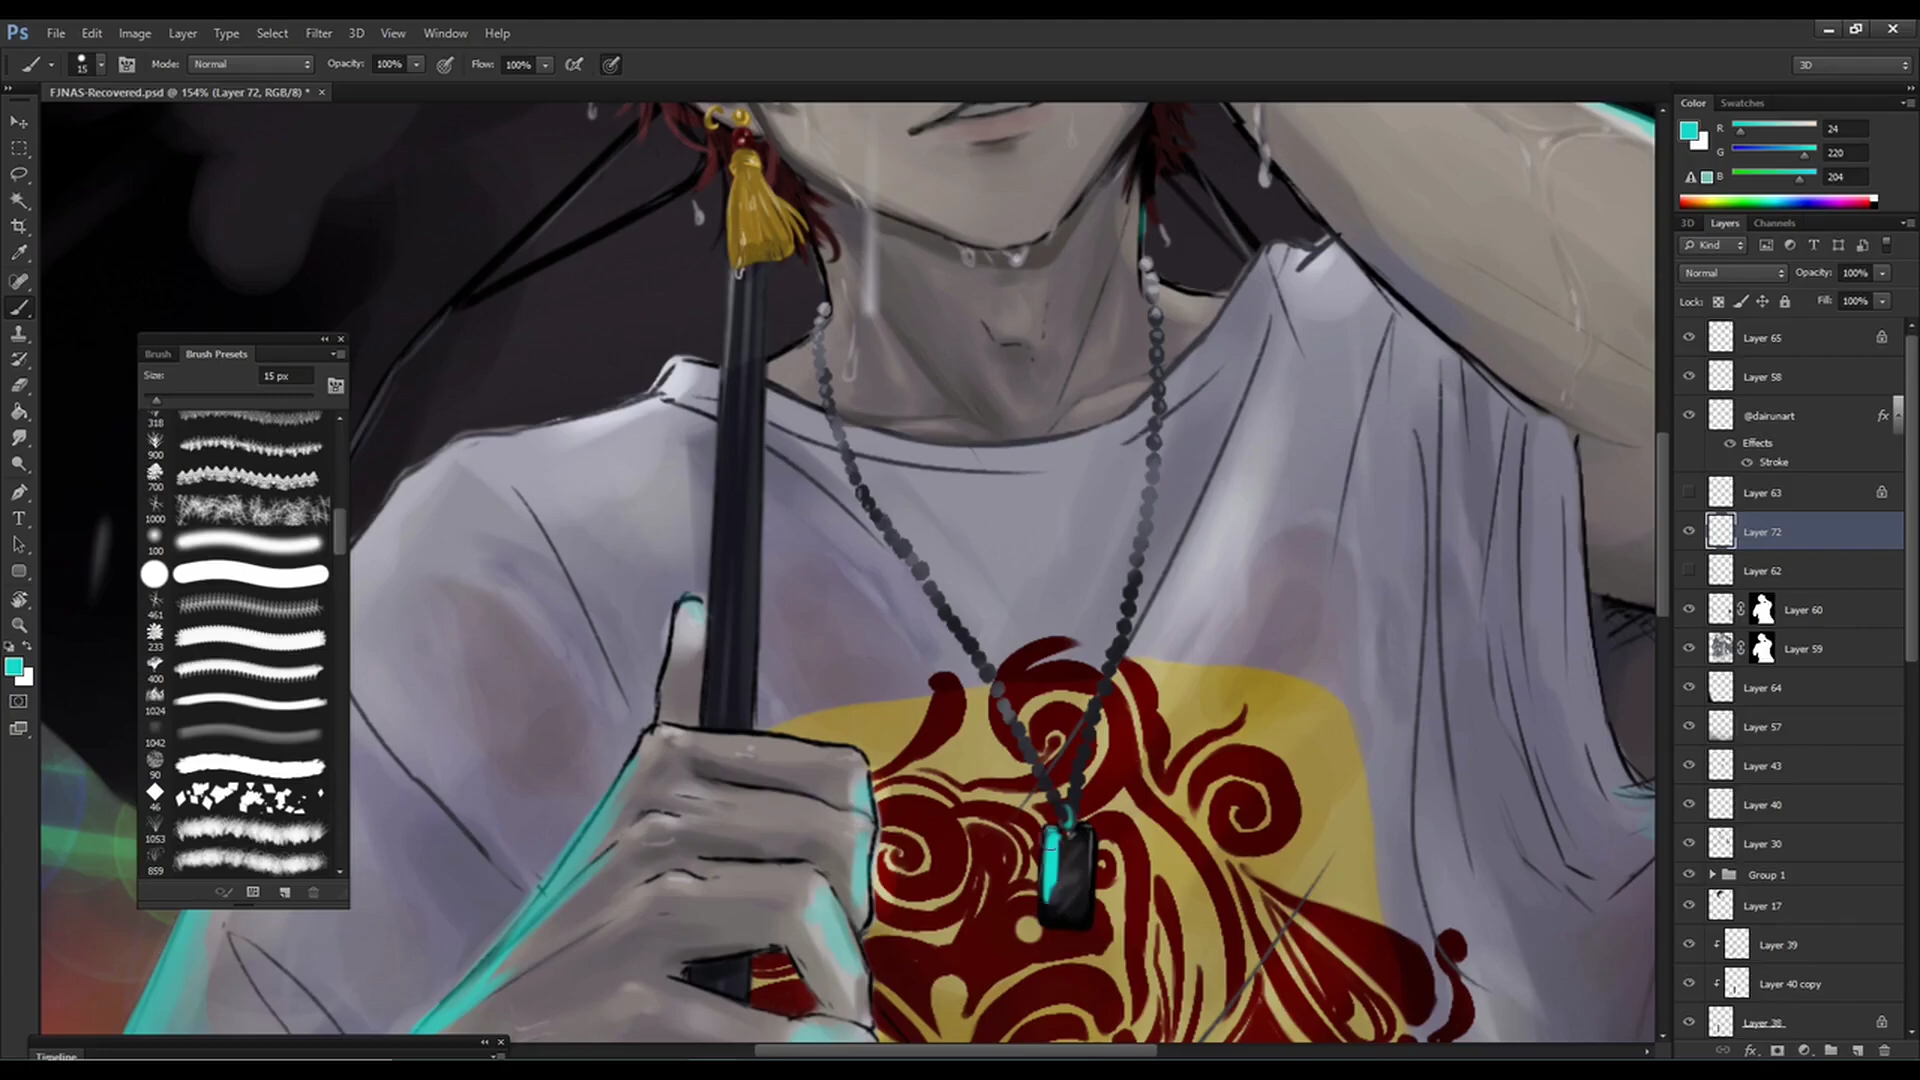 Ps File Edit Image Layer Type Select Filter 3D View Window Help
15 Mode: Normal Opacity: 100% Flow: 100% 3D
FJNAS-Recovered.psd @ 154% (Layer 72, RGB/8) * ×
Color Swatches
R 24
G 220
B 204
3D Layers Channels
Kind
Normal Opacity: 100%
Lock: Fill: 100%
Layer 65
Layer 58
@dairunart fx
Effects
Stroke
Layer 63
Layer 72
Layer 62
Layer 60
Layer 59
Layer 64
Layer 57
Layer 43
Layer 40
Layer 30
Group 1
Layer 17
Layer 39
Layer 40 copy
Layer 38
fx
Brush Brush Presets
Size: 15 px
318
900
700
1000
100
461
233
400
1024
1042
90
46
1053
859
Timeline
T